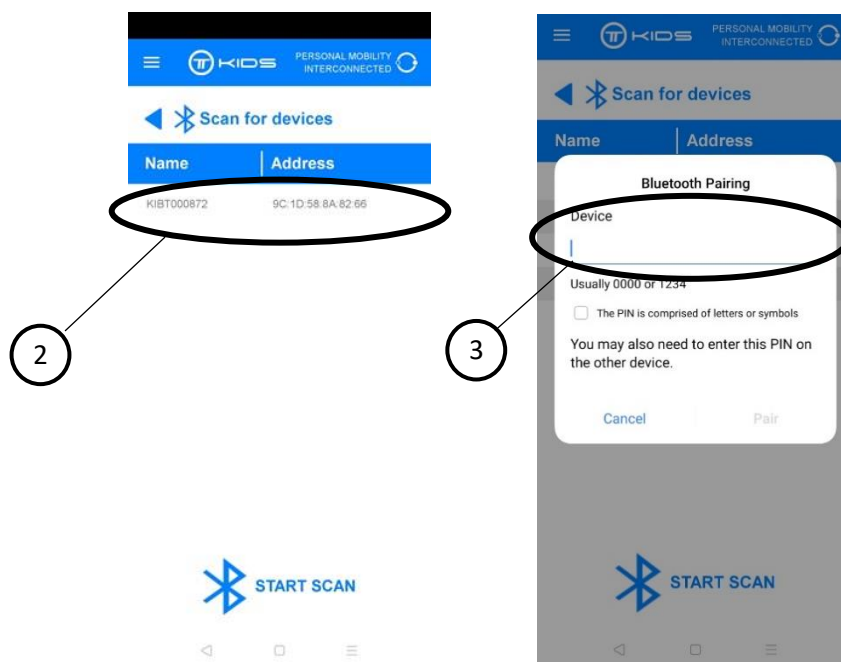 KIDS PERSONAL MOBILITY INTERCONNECTED
Scan for devices
Name Address
KIBT000872 9C:1D:58:8A:82:66
2
START SCAN
KIDS PERSONAL MOBILITY INTERCONNECTED
Scan for devices
Name Address
Bluetooth Pairing
Device
Usually 0000 or 1234
The PIN is comprised of letters or symbols
You may also need to enter this PIN on
the other device.
3
Cancel Pair
START SCAN